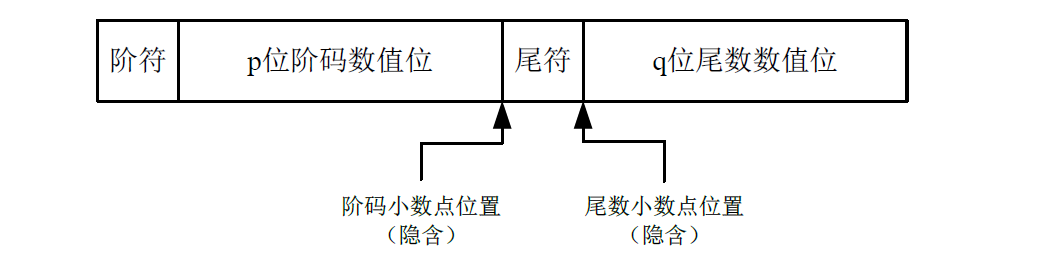 阶符 p位阶码数值位 尾符 q位尾数数值位
阶码小数点位置
（隐含）
尾数小数点位置
（隐含）